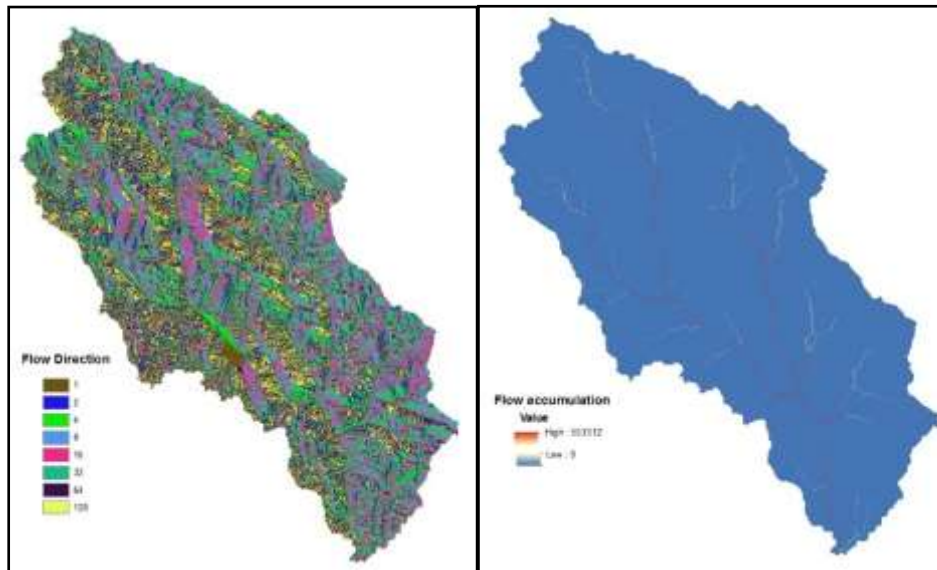 Flow Direction
1
2
4
8
16
32
64
128
Flow accumulation
Value
High :
Low : 0